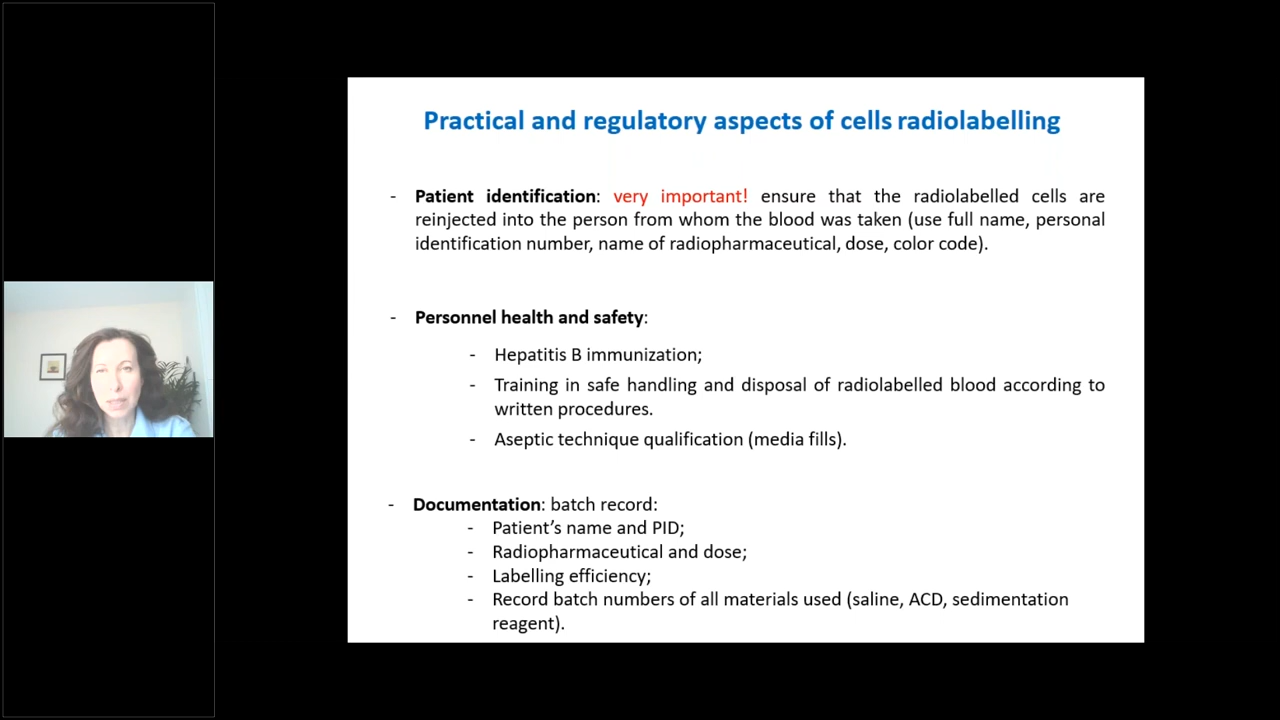 Practical and regulatory aspects of cells radiolabelling
- Patient identification: very important! ensure that the radiolabelled cells are
reinjected into the person from whom the blood was taken (use full name, personal
identification number, name of radiopharmaceutical, dose, color code).
- Personnel health and safety:
- Hepatitis B immunization;
- Training in safe handling and disposal of radiolabelled blood according to
written procedures.
- Aseptic technique qualification (media fills).
- Documentation: batch record:
- Patient’s name and PID;
- Radiopharmaceutical and dose;
- Labelling efficiency;
- Record batch numbers of all materials used (saline, ACD, sedimentation
reagent).